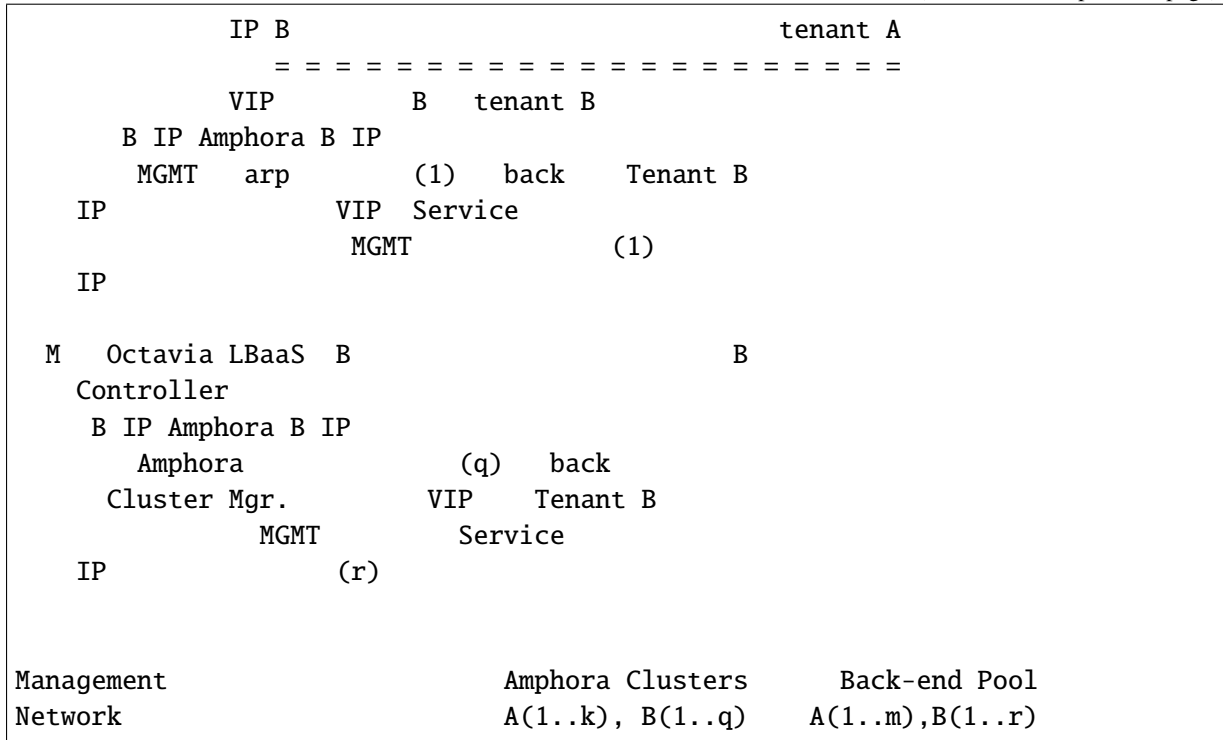 IP B tenant A
= = = = = = = = = = = = = = = = = = = = =
VIP B tenant B
B IP Amphora B IP
MGMT arp (1) back Tenant B
IP VIP Service
MGMT (1)
IP
M Octavia LBaaS B B
Controller
B IP Amphora B IP
Amphora (q) back
Cluster Mgr. VIP Tenant B
MGMT Service
IP (r)
Management Amphora Clusters Back-end Pool
Network A(1..k), B(1..q) A(1..m),B(1..r)